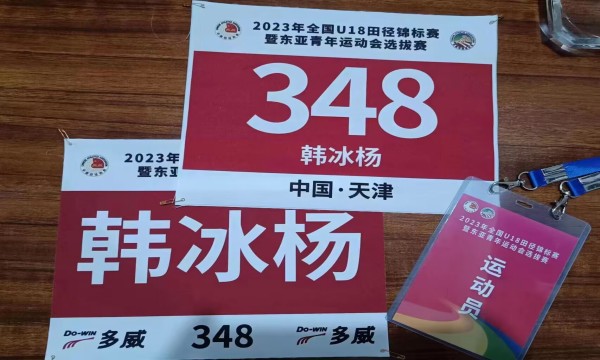 2023年全国U18田径锦标赛
暨东亚青年运动会选拔赛
348
韩冰杨
中国·天津
2023年
暨东亚
韩冰杨
DO-WIN 多威
348
DO-WIN 多威
2023年全国U18田径锦标赛
暨东亚青年运动会选拔赛
运动员